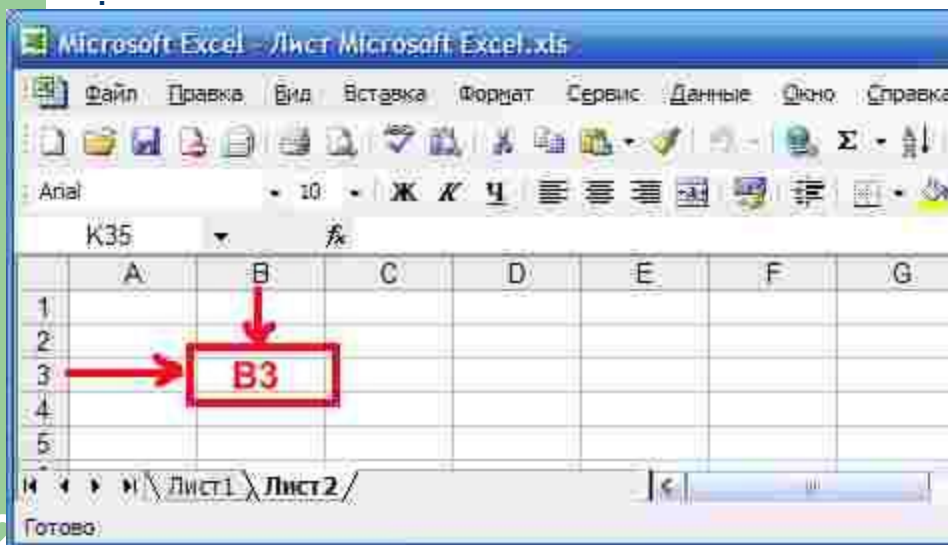 Microsoft Excel - Лист Microsoft Excel.xls
Файл Правка Вид Вставка Формат Сервис Данные Окно Справка
Arial 10 Ж К Ч
K35 fx
A B C D E F G
1
2
3 B3
4
5
Лист1 Лист2
Готово